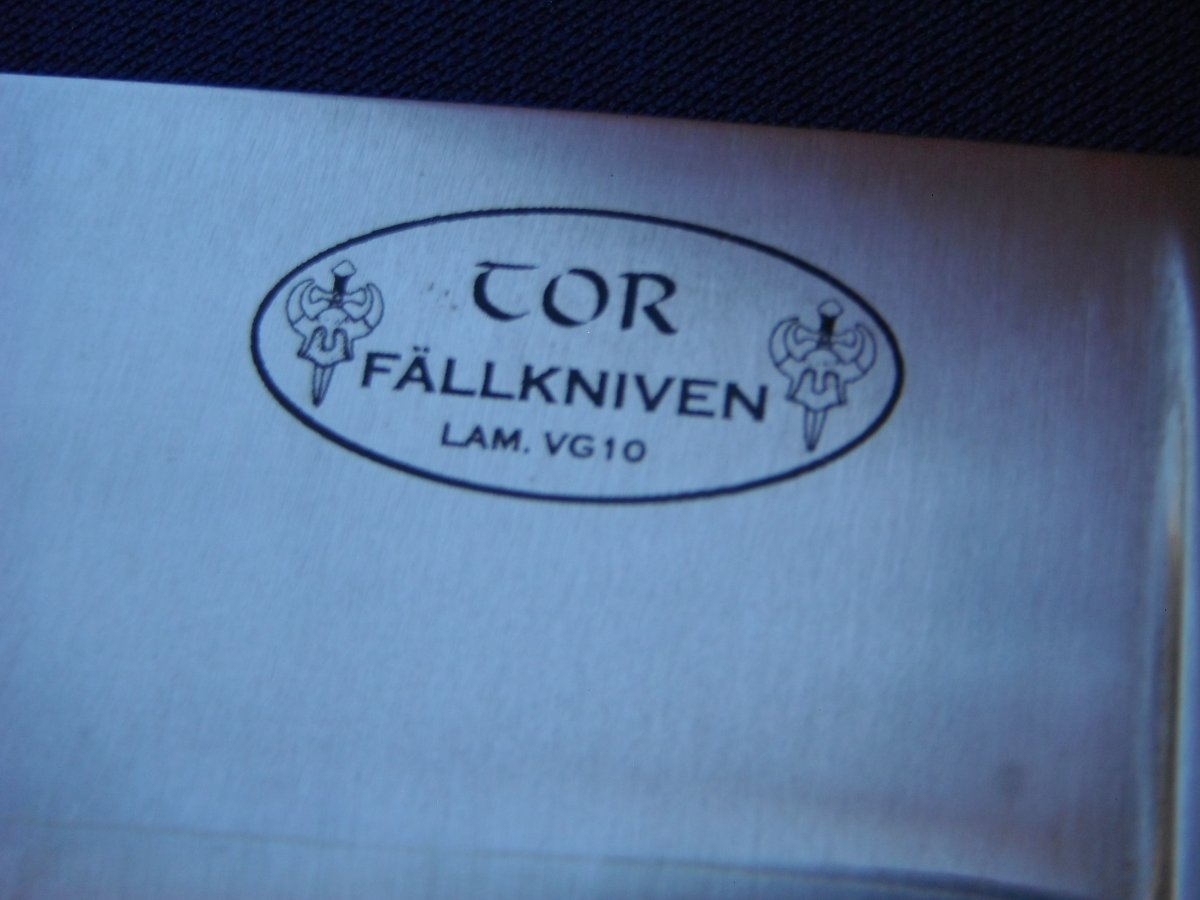 TOR
FÄLLKNIVEN
LAM. VG10